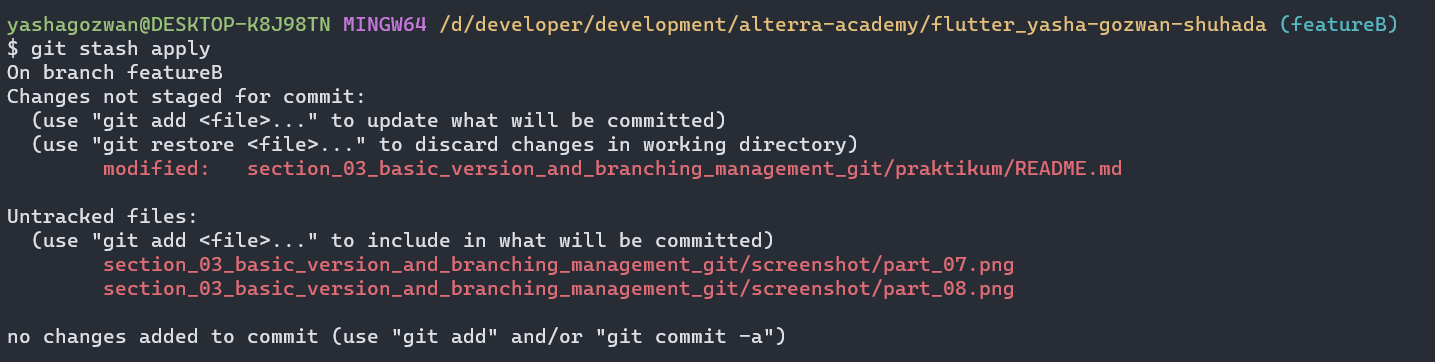 yashagozwan@DESKTOP-K8J98TN MINGW64 /d/developer/development/alterra-academy/flutter_yasha-gozwan-shuhada (featureB)
$ git stash apply
On branch featureB
Changes not staged for commit:
  (use "git add <file>..." to update what will be committed)
  (use "git restore <file>..." to discard changes in working directory)
        modified:   section_03_basic_version_and_branching_management_git/praktikum/README.md

Untracked files:
  (use "git add <file>..." to include in what will be committed)
        section_03_basic_version_and_branching_management_git/screenshot/part_07.png
        section_03_basic_version_and_branching_management_git/screenshot/part_08.png

no changes added to commit (use "git add" and/or "git commit -a")